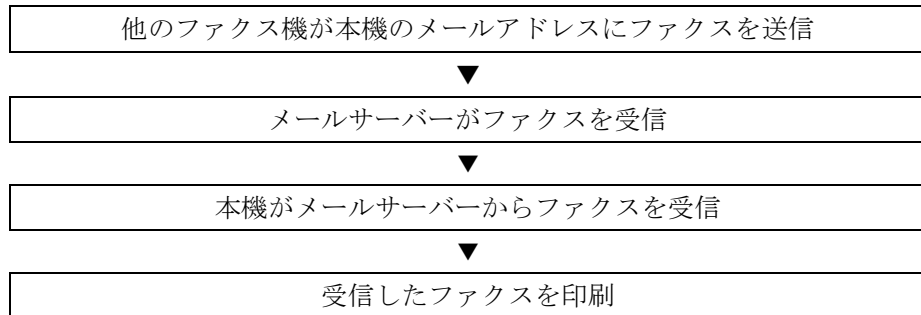 他のファクス機が本機のメールアドレスにファクスを送信
▼
メールサーバーがファクスを受信
▼
本機がメールサーバーからファクスを受信
▼
受信したファクスを印刷